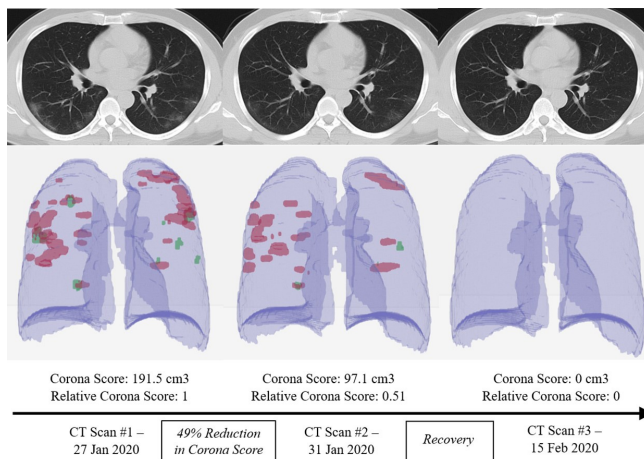 Corona Score: 191.5 cm3
Relative Corona Score: 1
Corona Score: 97.1 cm3
Relative Corona Score: 0.51
Corona Score: 0 cm3
Relative Corona Score: 0
CT Scan #1 –
27 Jan 2020
49% Reduction
in Corona Score
CT Scan #2 –
31 Jan 2020
Recovery
CT Scan #3 –
15 Feb 2020